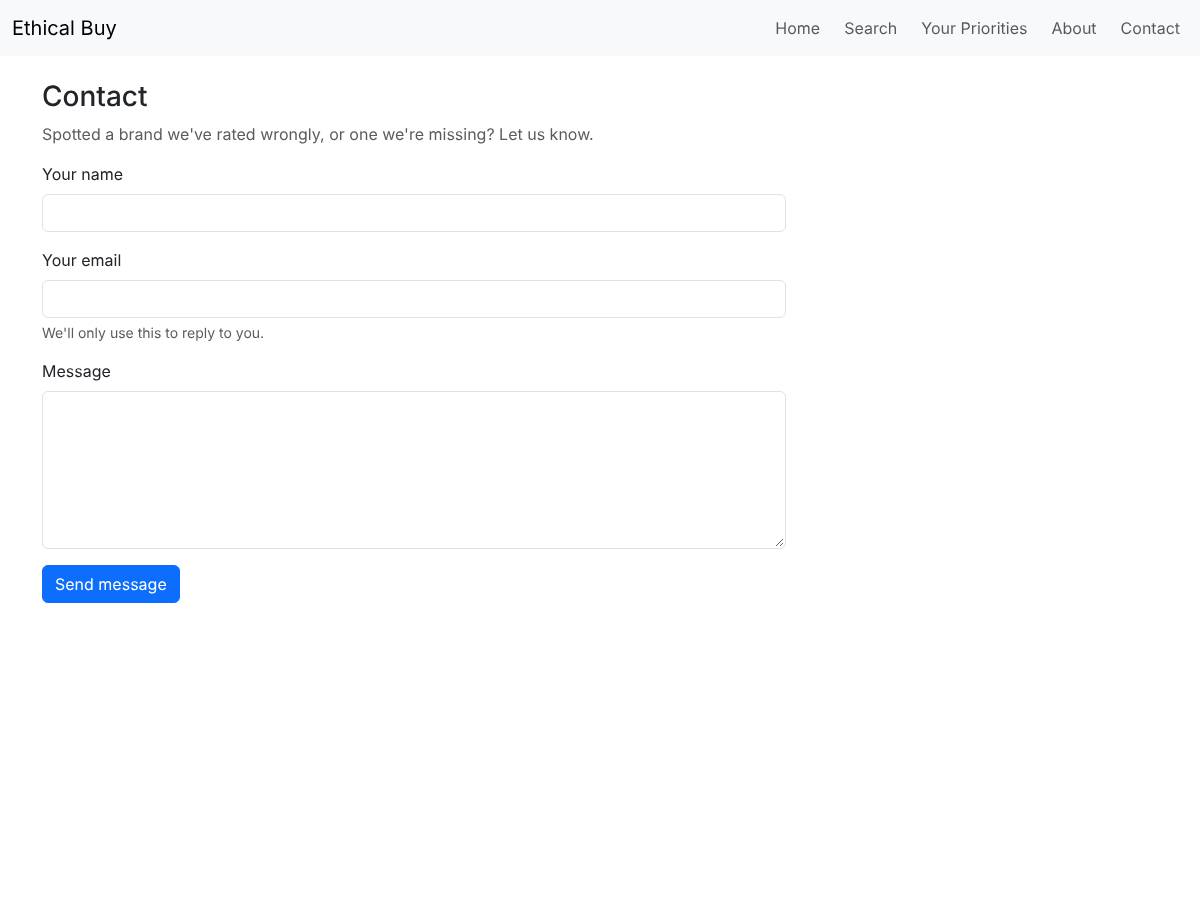 Ethical Buy
Home Search Your Priorities About Contact
Contact
Spotted a brand we've rated wrongly, or one we're missing? Let us know.
Your name
Your email
We'll only use this to reply to you.
Message
Send message